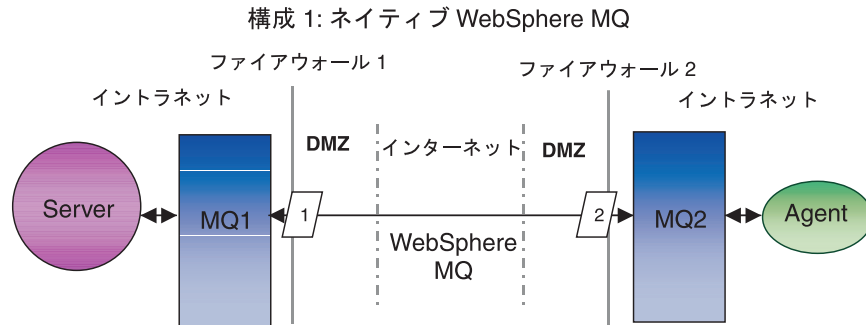 構成 1: ネイティブ WebSphere MQ
ファイアウォール 1
ファイアウォール 2
イントラネット
イントラネット
DMZ
インターネット
DMZ
Server
MQ1
1
2
MQ2
Agent
WebSphere
MQ